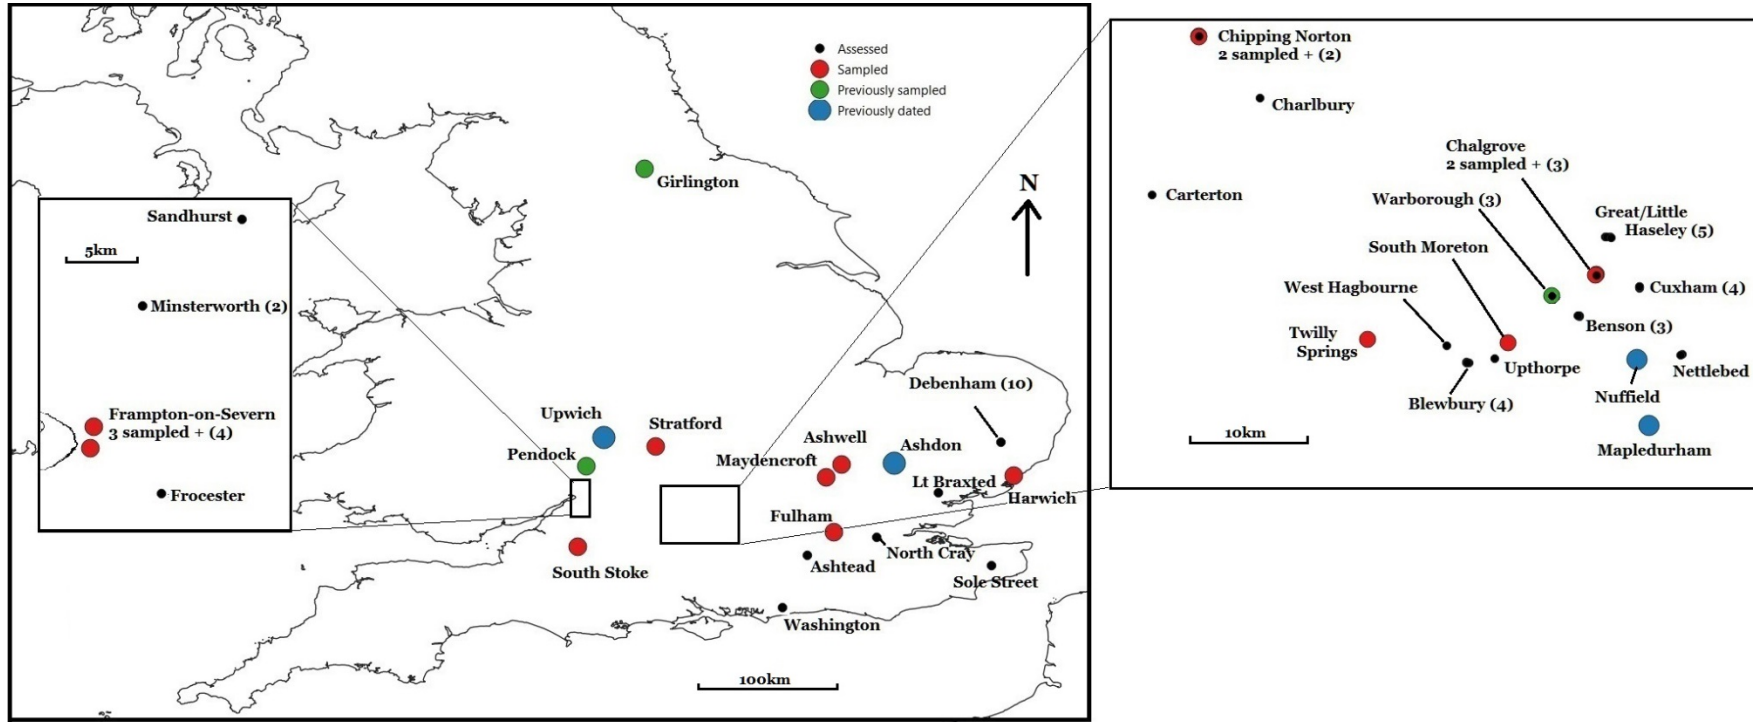 Assessed
Sampled
Previously sampled
Previously dated
N
Girlington
Sandhurst
5km
Minsterworth (2)
Frampton-on-Severn
3 sampled + (4)
Frocester
Debenham (10)
Upwich
Stratford
Pendock
Ashwell
Maydencroft
Ashdon
Lt Braxted
Harwich
Fulham
North Cray
Ashtead
South Stoke
Sole Street
Washington
100km
Chipping Norton
2 sampled + (2)
Charlbury
Chalgrove
2 sampled + (3)
Carterton
Warborough (3)
Great/Little
Haseley (5)
South Moreton
West Hagbourne
Cuxham (4)
Benson (3)
Twilly
Springs
Upthorpe
Nettlebed
Blewbury (4)
Nuffield
10km
Mapledurham